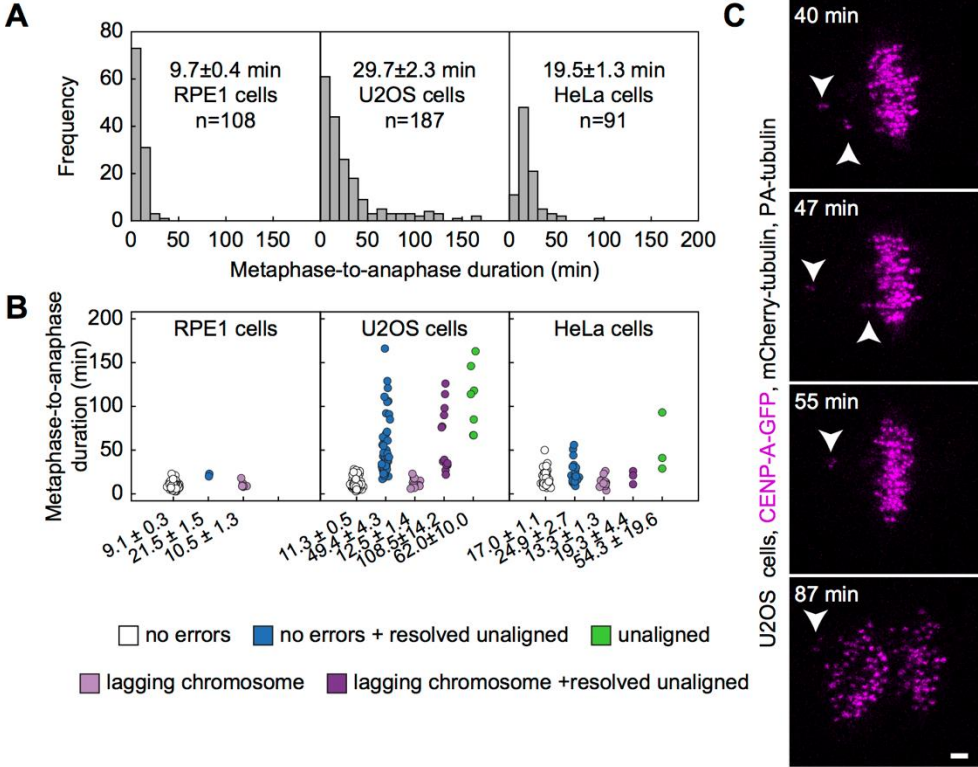 A
80
60
40
20
0
Frequency
9.7±0.4 min
RPE1 cells
n=108
29.7±2.3 min
U2OS cells
n=187
19.5±1.3 min
HeLa cells
n=91
0 50 100 150 0 50 100 150 0 50 100 150 200
Metaphase-to-anaphase duration (min)
B
Metaphase-to-anaphase
duration (min)
200
150
100
50
0
RPE1 cells
U2OS cells
HeLa cells
9.1 ± 0.3
21.5 ± 1.5
10.5 ± 1.3
11.3 ± 0.5
49.4 ± 4.3
12.6 ± 1.4
108.5±14.2
62.0±10.0
17.0 ± 1.1
24.9 ± 2.7
13.3 ± 1.3
19.3 ± 4.4
54.3 ± 19.6
no errors
no errors + resolved unaligned
unaligned
lagging chromosome
lagging chromosome +resolved unaligned
C
U2OS cells, CENP-A-GFP, mCherry-tubulin, PA-tubulin
40 min
47 min
55 min
87 min